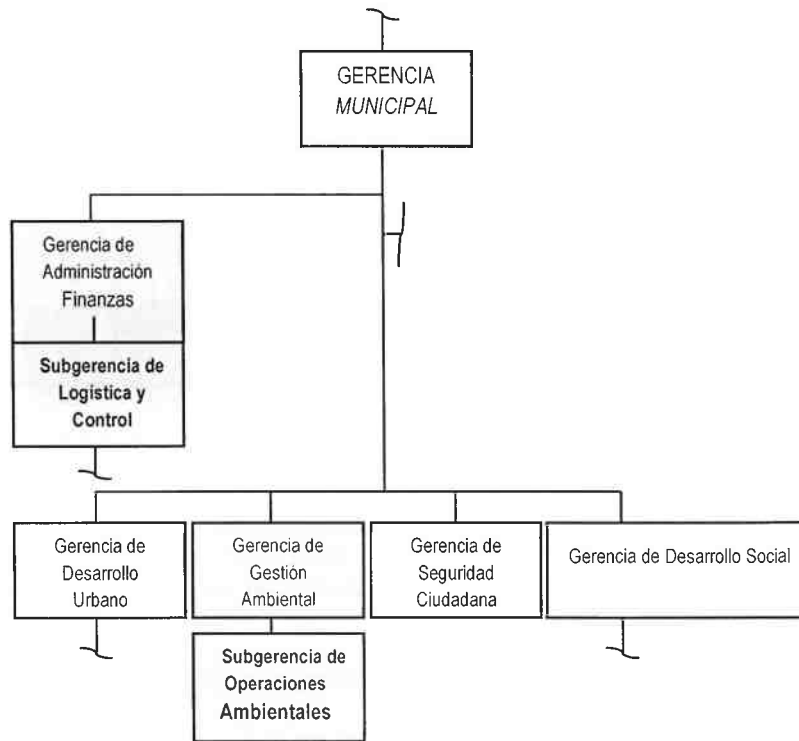 GERENCIA
MUNICIPAL
Gerencia de
Administración
Finanzas
Subgerencia de
Logística y
Control
Gerencia de
Desarrollo
Urbano
Gerencia de
Gestión
Ambiental
Gerencia de
Seguridad
Ciudadana
Gerencia de Desarrollo Social
Subgerencia de
Operaciones
Ambientales